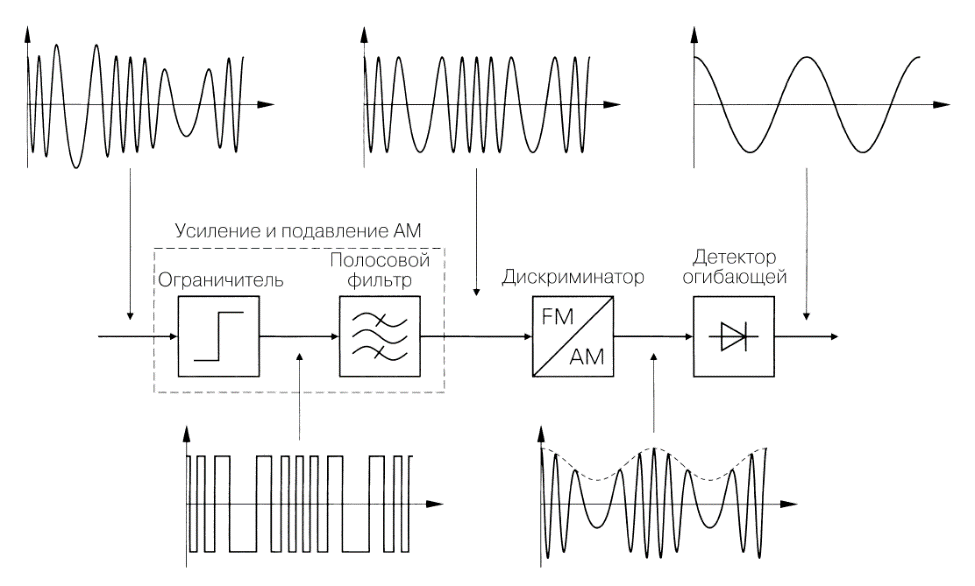 Усиление и подавление АМ
Ограничитель
Полосовой
фильтр
Дискриминатор
Детектор
огибающей
FM
AM